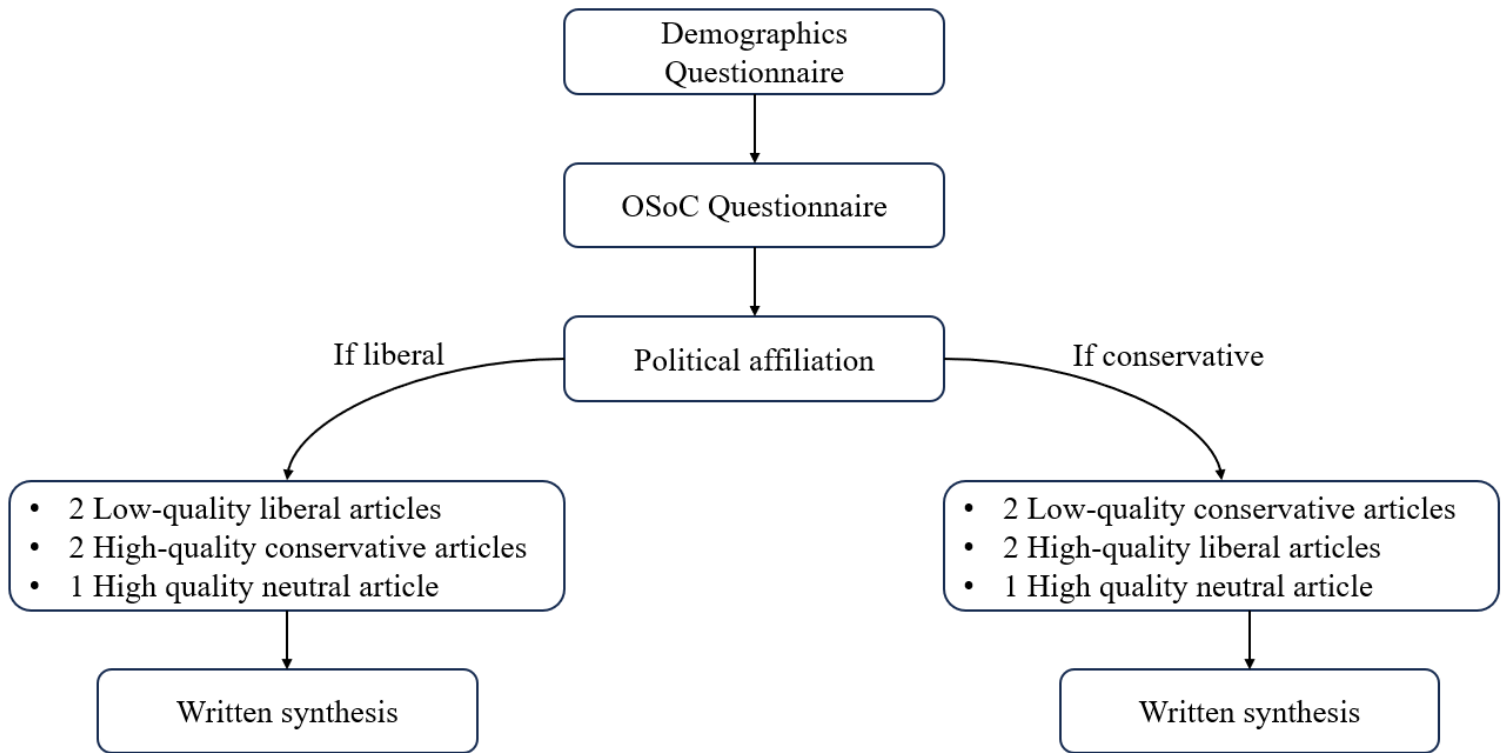 Demographics
Questionnaire
OSoC Questionnaire
Political affiliation
If liberal
If conservative
• 2 Low-quality liberal articles
• 2 High-quality conservative articles
• 1 High quality neutral article
• 2 Low-quality conservative articles
• 2 High-quality liberal articles
• 1 High quality neutral article
Written synthesis
Written synthesis